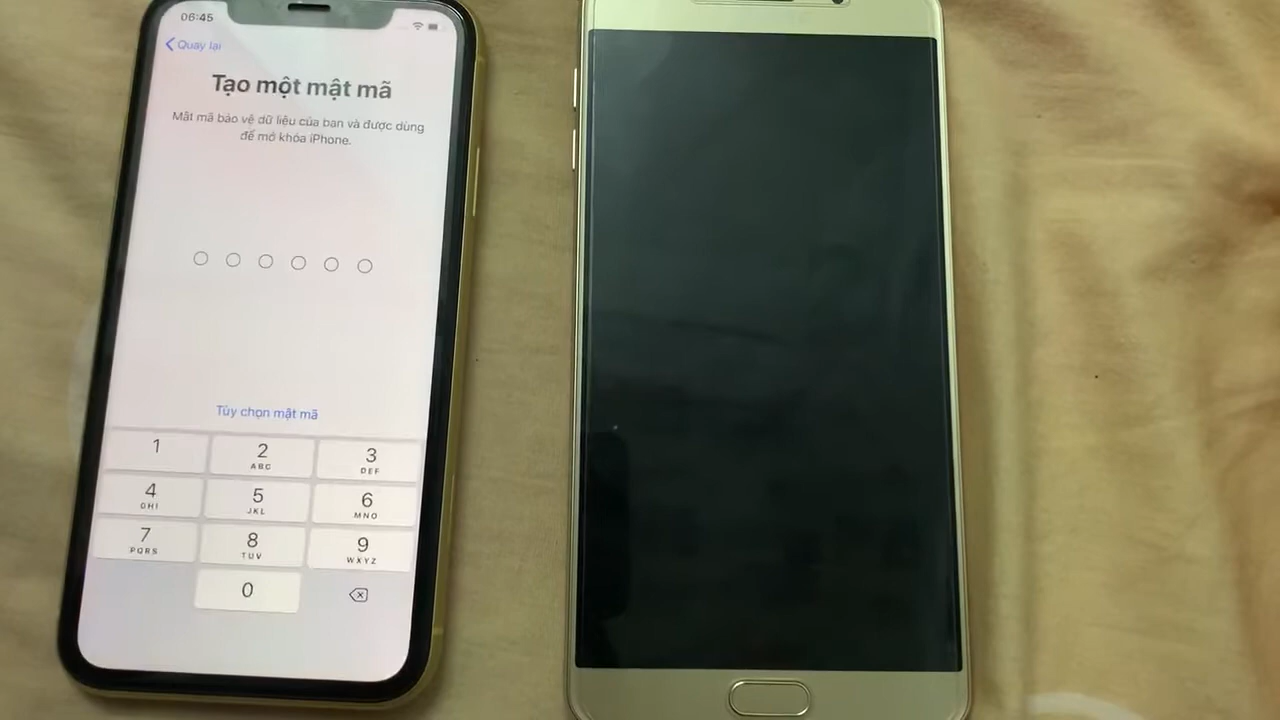 06:45
Quay lại
Tạo một mật mã
Mật mã bảo vệ dữ liệu của bạn và được dùng
để mở khóa iPhone.
Tùy chọn mật mã
1
2
ABC
3
DEF
4
GHI
5
JKL
6
MNO
7
PQRS
8
TUV
9
WXYZ
0